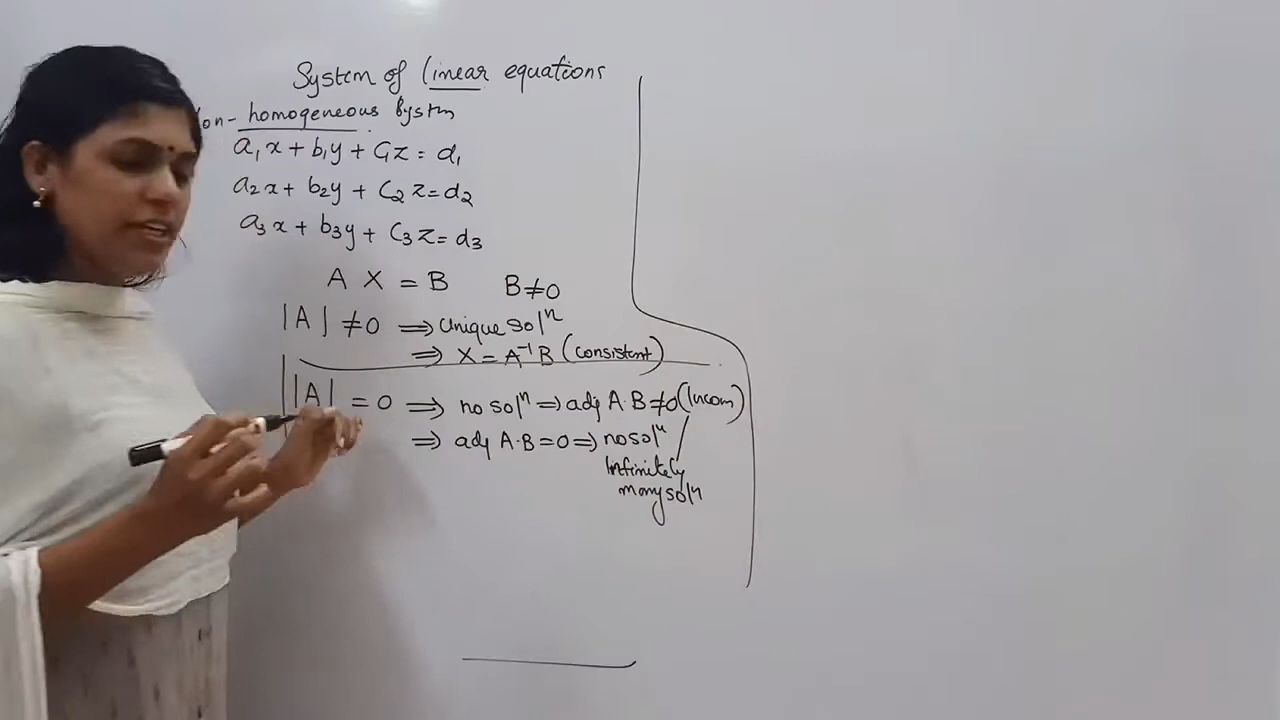 System of linear equations
on- homogeneous System
a₁x + b₁y + C₁z = d₁
a₂x + b₂y + C₂z = d₂
a₃x + b₃y + C₃z = d₃
A X = B B ≠ 0
|A| ≠ 0 ⇒ Unique solⁿ
⇒ X = A⁻¹B (consistent)
|A| = 0 ⇒ no solⁿ ⇒ adj A·B ≠ 0 (Incon)
⇒ adj A·B = 0 ⇒ no solⁿ /
Infinitely
many solⁿ